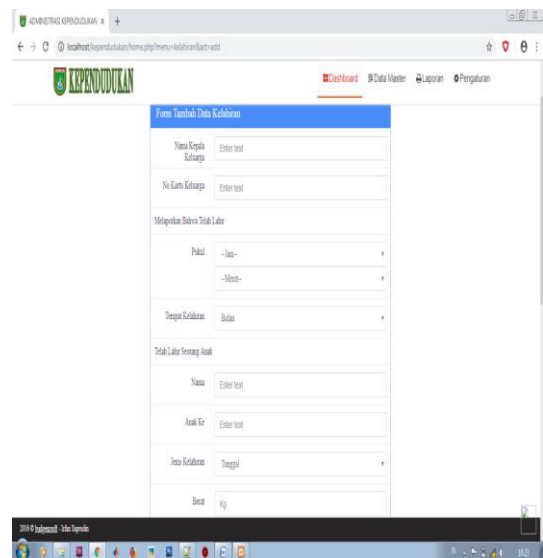 ADMINISTRASI KEPENDUDUKAN
localhost/kependudukan/home.php?menu=kelahiran&act=add
KEPENDUDUKAN
Dashboard Data Master Laporan Pengaturan
Form Tambah Data Kelahiran
Nama Kepala Keluarga
Enter text
No Kartu Keluarga
Enter text
Melaporkan Bahwa Telah Lahir
Pukul
--Jam--
--Menit--
Tempat Kelahiran
Bidan
Telah Lahir Seorang Anak
Nama
Enter text
Anak Ke
Enter text
Jenis Kelahiran
Tunggal
Berat
Kg
2016 ©